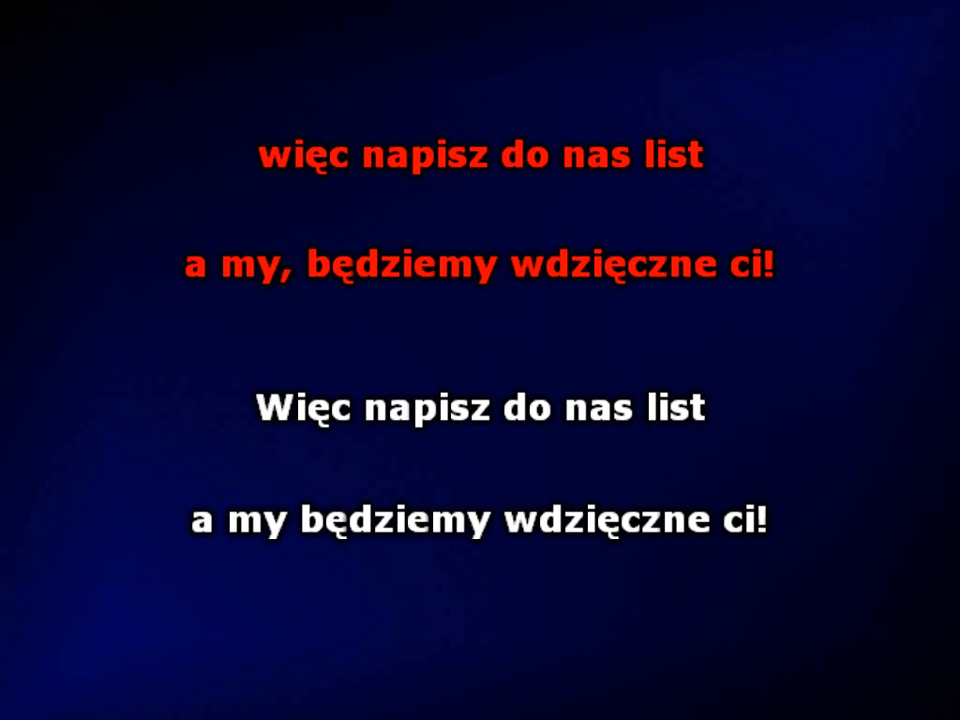 więc napisz do nas list
a my, będziemy wdzięczne ci!
Więc napisz do nas list
a my będziemy wdzięczne ci!